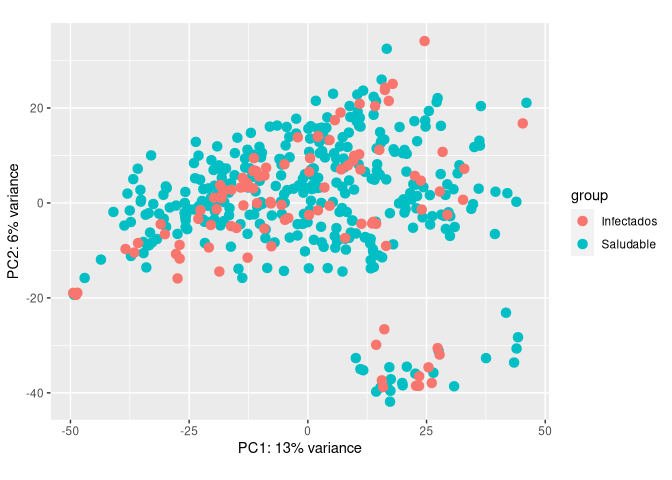 20
0
-20
-40
PC2: 6% variance
-50
-25
0
25
50
PC1: 13% variance
group
Infectados
Saludable